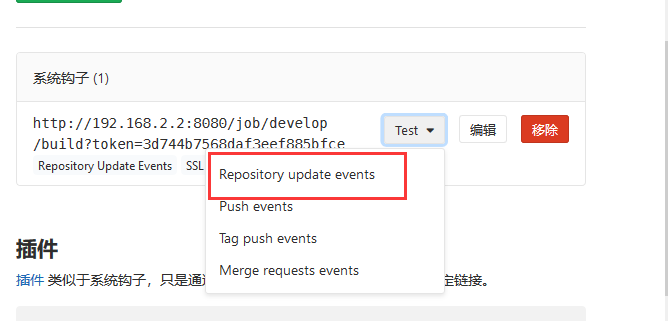 系统钩子 (1)
http://192.168.2.2:8080/job/develop
/build?token=3d744b7568daf3eef885bfce
Test
编辑
移除
Repository Update Events
SSL
Repository update events
Push events
Tag push events
Merge requests events
插件
插件 类似于系统钩子，只是通 定链接。